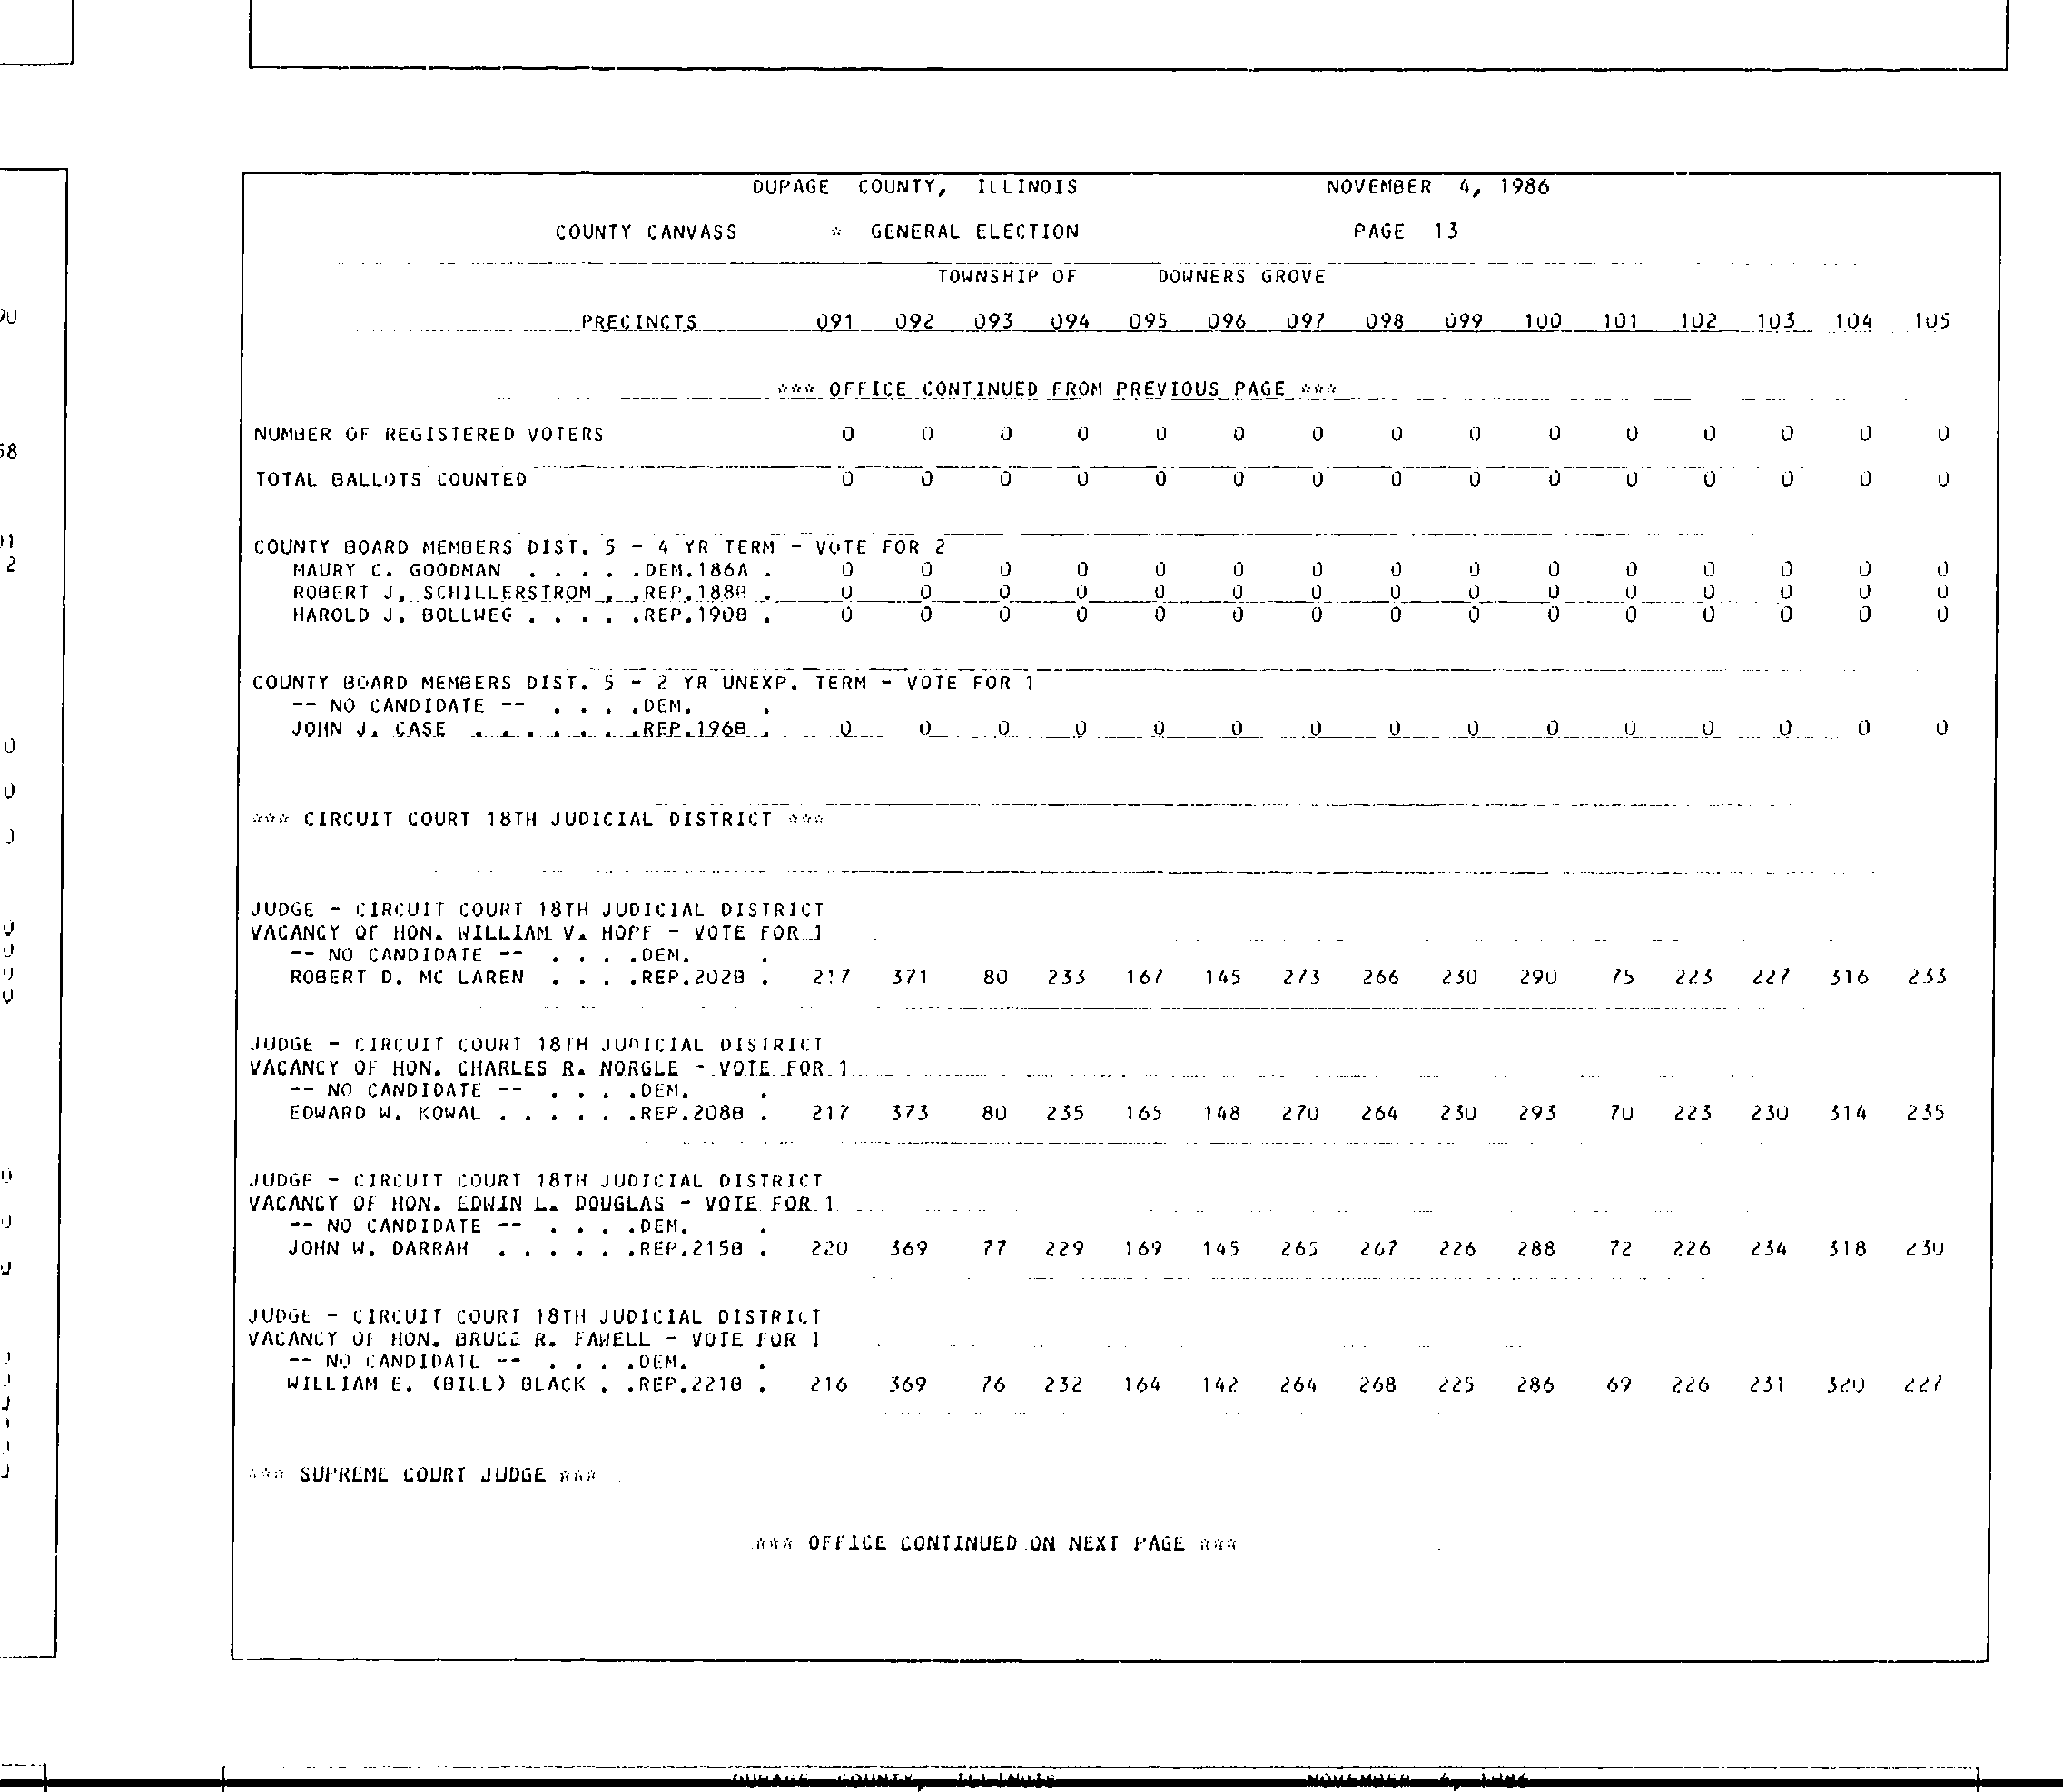 DUPAGE COUNTY, ILLINOIS NOVEMBER 4, 1986
COUNTY CANVASS * GENERAL ELECTION PAGE 13
TOWNSHIP OF DOWNERS GROVE
PRECINCTS 091 092 093 094 095 096 097 098 099 100 101 102 103 104 105
*** OFFICE CONTINUED FROM PREVIOUS PAGE ***
NUMBER OF REGISTERED VOTERS 0 0 0 0 0 0 0 0 0 0 0 0 0 0 0
TOTAL BALLOTS COUNTED 0 0 0 0 0 0 0 0 0 0 0 0 0 0 0
COUNTY BOARD MEMBERS DIST. 5 - 4 YR TERM - VOTE FOR 2
MAURY C. GOODMAN . . . . .DEM.186A . 0 0 0 0 0 0 0 0 0 0 0 0 0 0 0
ROBERT J. SCHILLERSTROM . .REP.188B . 0 0 0 0 0 0 0 0 0 0 0 0 0 0 0
HAROLD J. BOLLWEG . . . . .REP.190B . 0 0 0 0 0 0 0 0 0 0 0 0 0 0 0
COUNTY BOARD MEMBERS DIST. 5 - 2 YR UNEXP. TERM - VOTE FOR 1
-- NO CANDIDATE -- . . . .DEM. .
JOHN J. CASE . . . . . . .REP.196B . 0 0 0 0 0 0 0 0 0 0 0 0 0 0 0
*** CIRCUIT COURT 18TH JUDICIAL DISTRICT ***
JUDGE - CIRCUIT COURT 18TH JUDICIAL DISTRICT
VACANCY OF HON. WILLIAM V. HOPF - VOTE FOR 1
-- NO CANDIDATE -- . . . .DEM. .
ROBERT D. MC LAREN . . . .REP.202B . 217 371 80 233 167 145 273 266 230 290 75 223 227 316 233
JUDGE - CIRCUIT COURT 18TH JUDICIAL DISTRICT
VACANCY OF HON. CHARLES R. NORGLE - VOTE FOR 1
-- NO CANDIDATE -- . . . .DEM. .
EDWARD W. KOWAL . . . . . .REP.208B . 217 373 80 235 165 148 270 264 230 293 70 223 230 314 235
JUDGE - CIRCUIT COURT 18TH JUDICIAL DISTRICT
VACANCY OF HON. EDWIN L. DOUGLAS - VOTE FOR 1
-- NO CANDIDATE -- . . . .DEM. .
JOHN W. DARRAH . . . . . .REP.215B . 220 369 77 229 169 145 265 267 226 288 72 226 234 318 230
JUDGE - CIRCUIT COURT 18TH JUDICIAL DISTRICT
VACANCY OF HON. BRUCE R. FAWELL - VOTE FOR 1
-- NO CANDIDATE -- . . . .DEM. .
WILLIAM E. (BILL) BLACK . .REP.221B . 216 369 76 232 164 142 264 268 225 286 69 226 231 320 227
*** SUPREME COURT JUDGE ***
*** OFFICE CONTINUED ON NEXT PAGE ***
DUPAGE COUNTY, ILLINOIS NOVEMBER 4, 1986